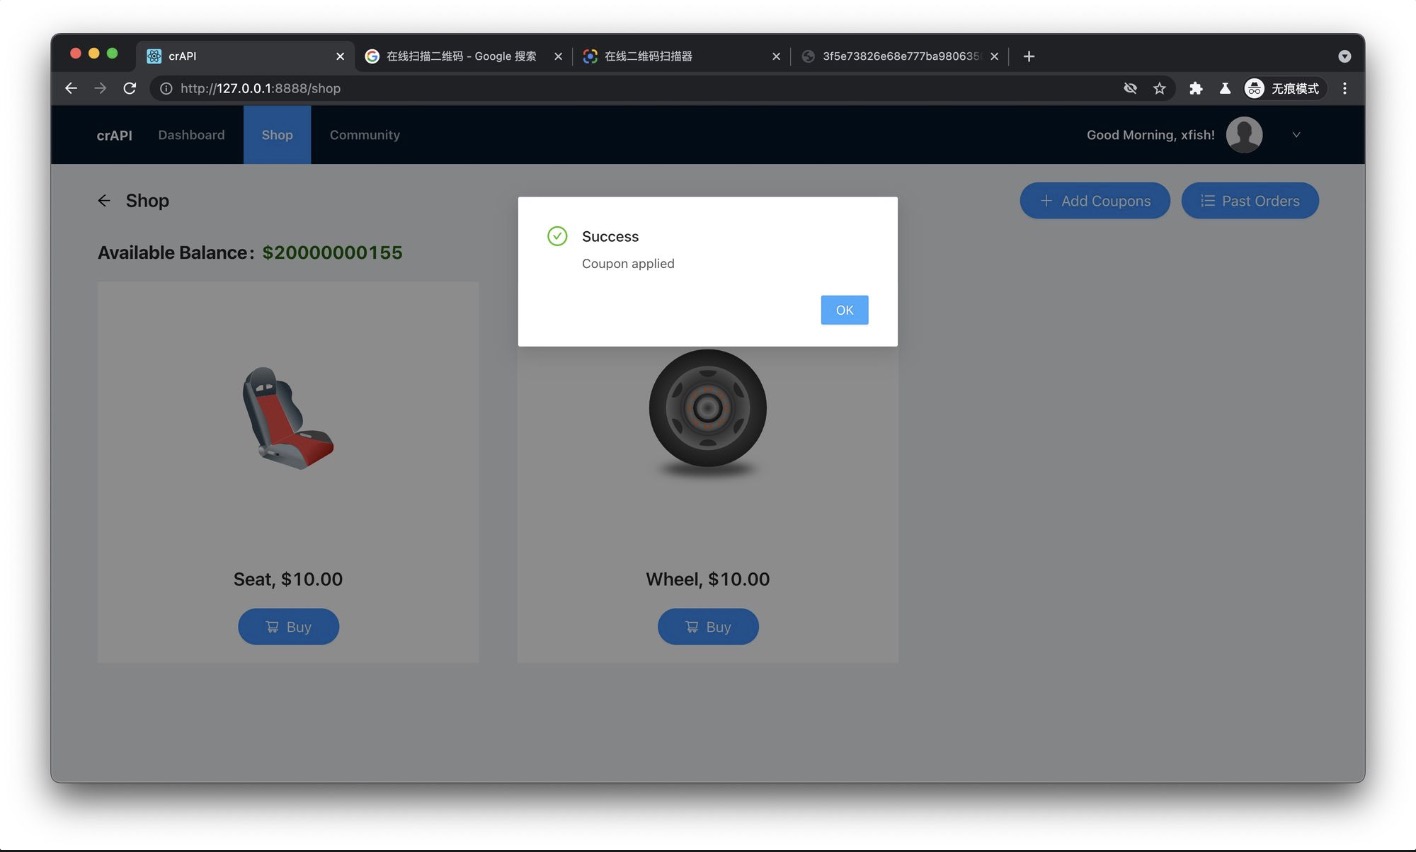 crAPI
在线扫描二维码 - Google 搜索
在线二维码扫描器
http://127.0.0.1:8888/shop
无痕模式
crAPI Dashboard Shop Community
Good Morning, xfish!
Shop
Add Coupons
Past Orders
Available Balance: $20000000155
Success
Coupon applied
OK
Seat, $10.00
Wheel, $10.00
Buy
Buy